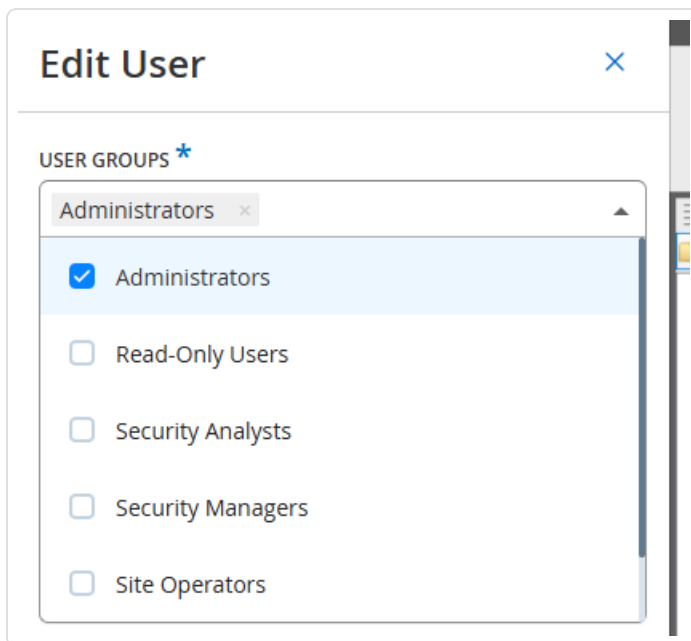 Edit User
USER GROUPS *
Administrators ×
Administrators
Read-Only Users
Security Analysts
Security Managers
Site Operators